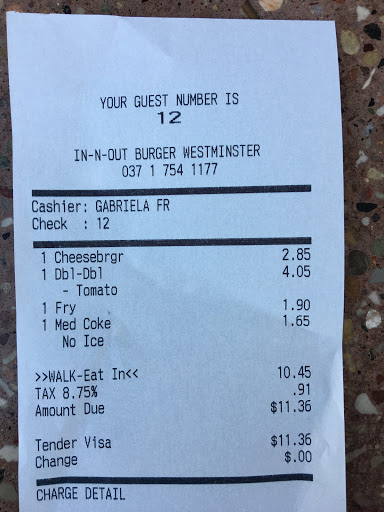 YOUR GUEST NUMBER IS
12
IN-N-OUT BURGER WESTMINSTER
037 1 754 1177
Cashier: GABRIELA FR
Check : 12
1 Cheesebrgr 2.85
1 Dbl-Dbl 4.05
- Tomato
1 Fry 1.90
1 Med Coke 1.65
No Ice
>>WALK-Eat In<< 10.45
TAX 8.75% .91
Amount Due $11.36
Tender Visa $11.36
Change $.00
CHARGE DETAIL